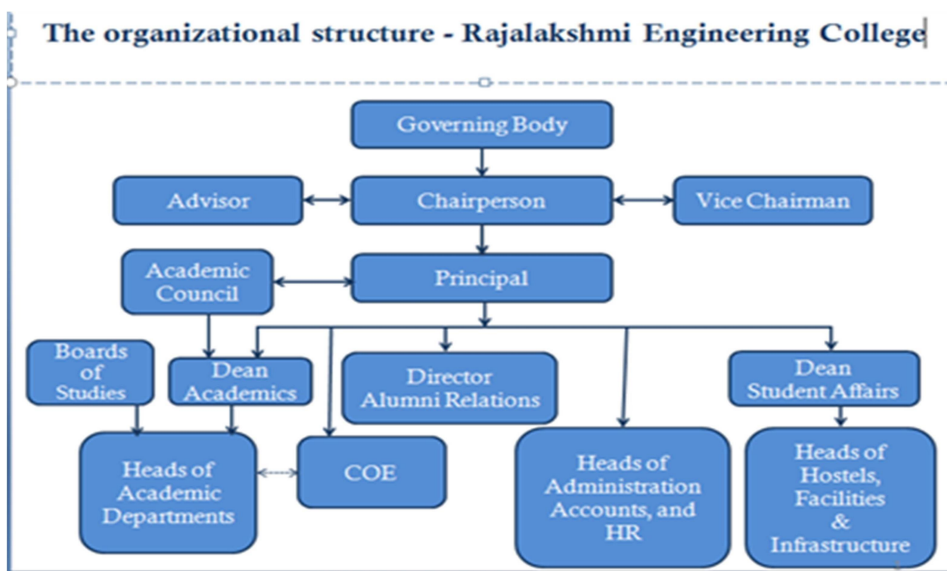 The organizational structure - Rajalakshmi Engineering College
Governing Body
Advisor
Chairperson
Vice Chairman
Academic
Council
Principal
Boards
of
Studies
Dean
Academics
Director
Alumni Relations
Dean
Student Affairs
Heads of
Academic
Departments
COE
Heads of
Administration
Accounts, and
HR
Heads of
Hostels,
Facilities
&
Infrastructure